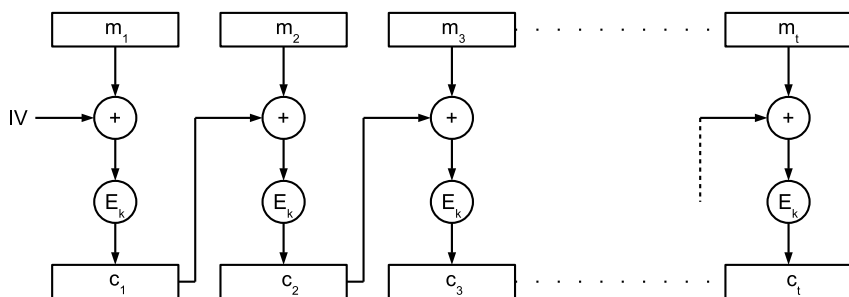 m1 m2 m3 . . . . . . . . . mt
IV + + + +
Ek Ek Ek Ek
c1 c2 c3 . . . . . . . . . ct